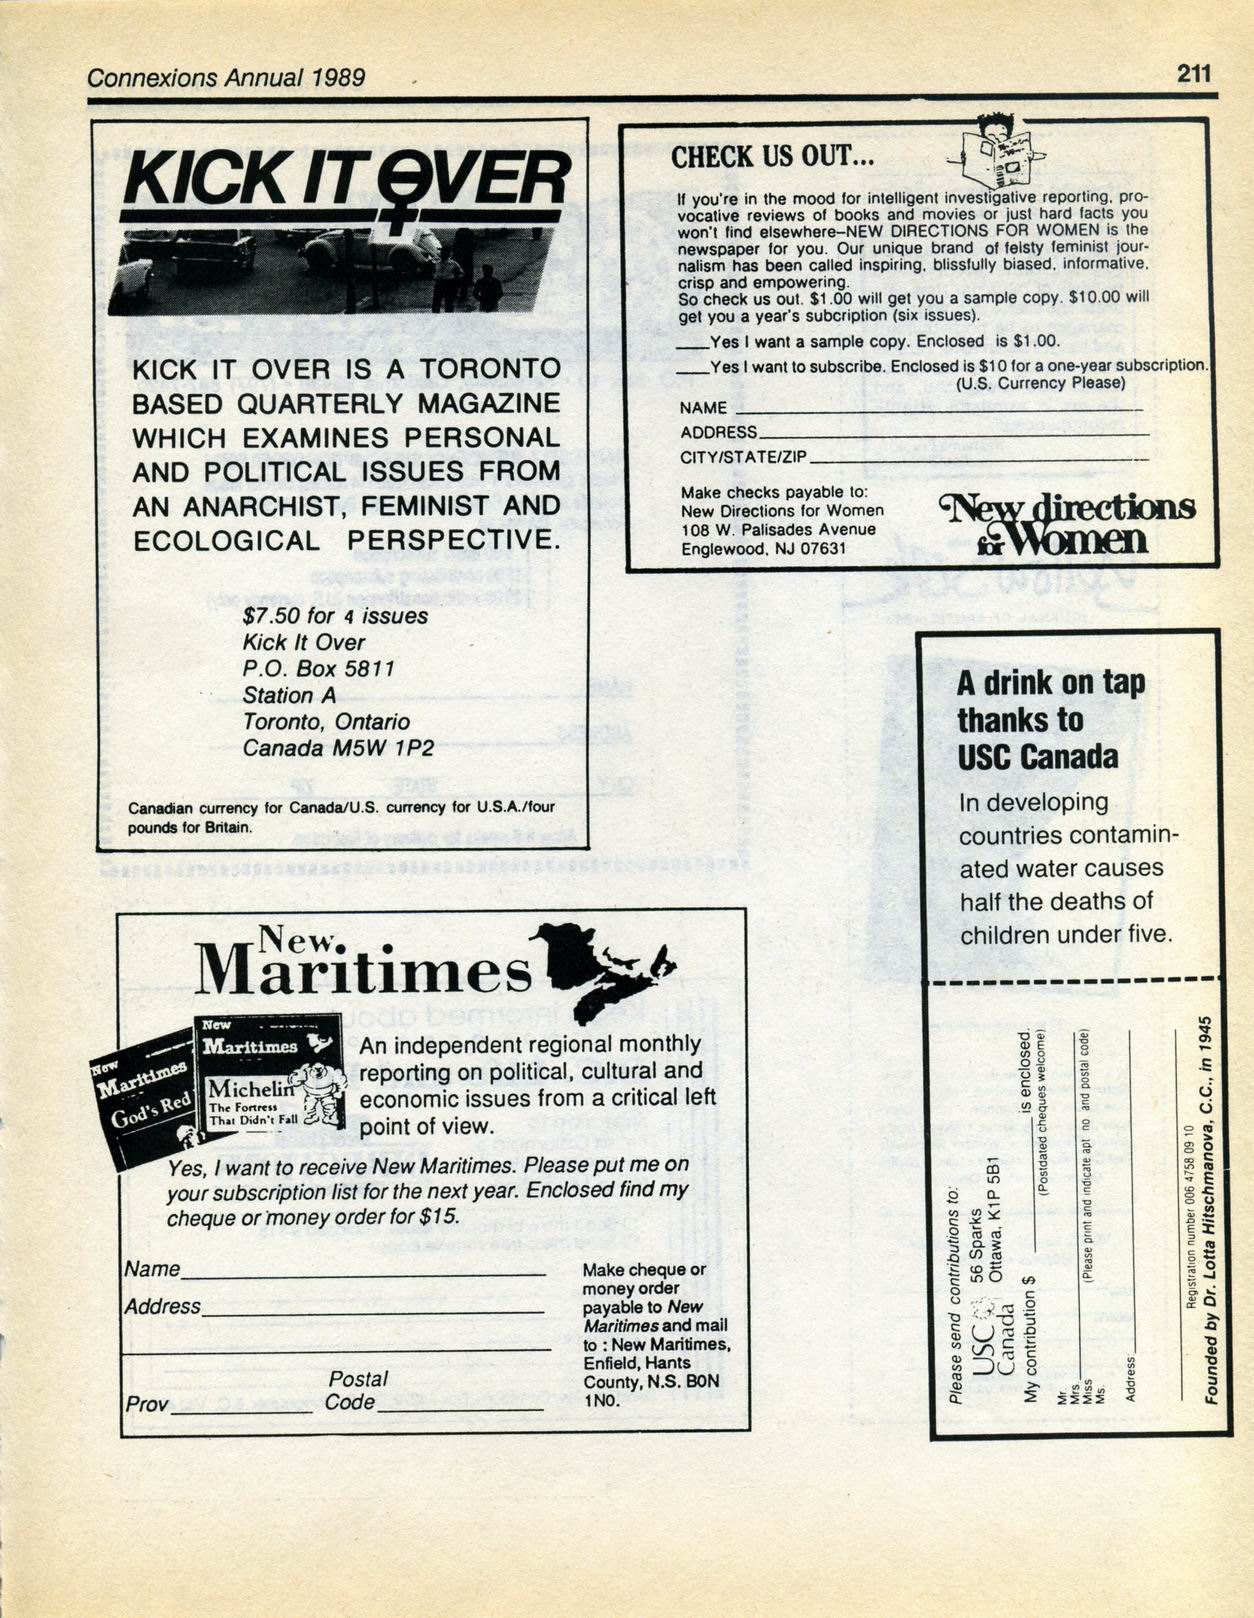 Connexions Annual 1989
211
KICK IT OVER
KICK IT OVER IS A TORONTO
BASED QUARTERLY MAGAZINE
WHICH EXAMINES PERSONAL
AND POLITICAL ISSUES FROM
AN ANARCHIST, FEMINIST AND
ECOLOGICAL PERSPECTIVE.
$7.50 for 4 issues
Kick It Over
P.O. Box 5811
Station A
Toronto, Ontario
Canada M5W 1P2
Canadian currency for Canada/U.S. currency for U.S.A./four
pounds for Britain.
CHECK US OUT...
If you're in the mood for intelligent investigative reporting, pro-
vocative reviews of books and movies or just hard facts you
won't find elsewhere–NEW DIRECTIONS FOR WOMEN is the
newspaper for you. Our unique brand of feisty feminist jour-
nalism has been called inspiring, blissfully biased, informative,
crisp and empowering.
So check us out. $1.00 will get you a sample copy. $10.00 will
get you a year's subcription (six issues).
___Yes I want a sample copy. Enclosed is $1.00.
___Yes I want to subscribe. Enclosed is $10 for a one-year subscription.
(U.S. Currency Please)
NAME
ADDRESS
CITY/STATE/ZIP
Make checks payable to:
New Directions for Women
108 W. Palisades Avenue
Englewood, NJ 07631
New directions
for Women
A drink on tap
thanks to
USC Canada
In developing
countries contamin-
ated water causes
half the deaths of
children under five.
Please send contributions to:
USC Canada
56 Sparks
Ottawa, K1P 5B1
My contribution $ ________ is enclosed.
(Postdated cheques welcome)
Mr.
Mrs.
Miss
Ms.
(Please print and indicate apt no and postal code)
Address
Registration number 006 4758 09 10
Founded by Dr. Lotta Hitschmanova, C.C., in 1945
New
Maritimes
New
Maritimes
God's Red
New
Maritimes
Michelin
The Fortress
That Didn't Fall
An independent regional monthly
reporting on political, cultural and
economic issues from a critical left
point of view.
Yes, I want to receive New Maritimes. Please put me on
your subscription list for the next year. Enclosed find my
cheque or money order for $15.
Name
Address
Postal
Prov
Code
Make cheque or
money order
payable to New
Maritimes and mail
to : New Maritimes,
Enfield, Hants
County, N.S. B0N
1N0.